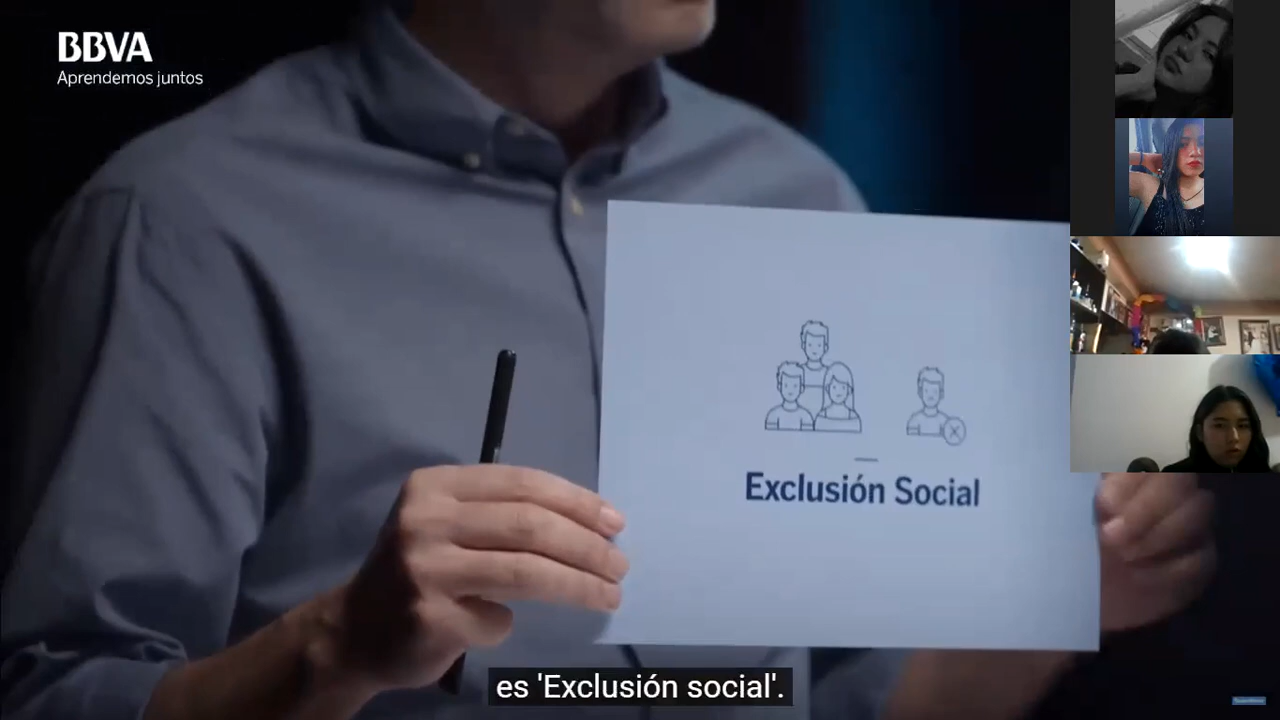 BBVA
Aprendemos juntos
Exclusión Social
es 'Exclusión social'.